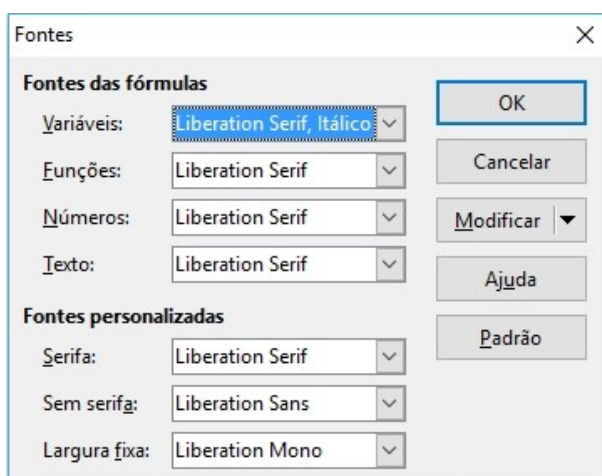 Fontes
Fontes das fórmulas
Variáveis: Liberation Serif, Itálico
Funções: Liberation Serif
Números: Liberation Serif
Texto: Liberation Serif
Fontes personalizadas
Serifa: Liberation Serif
Sem serifa: Liberation Sans
Largura fixa: Liberation Mono
OK
Cancelar
Modificar
Ajuda
Padrão